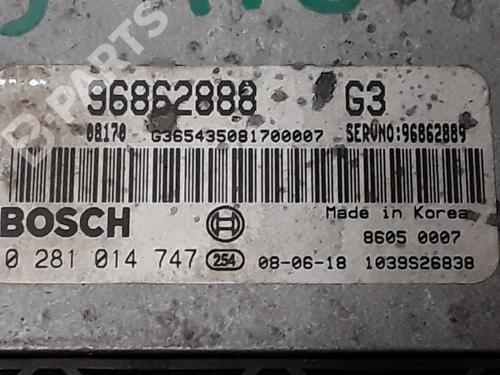 96862888 G3
08170 G365435081700007 SERVNO:96862889
BOSCH Made in Korea
8605 0007
0 281 014 747 254 08-06-18 1039S26838
B-PARTS